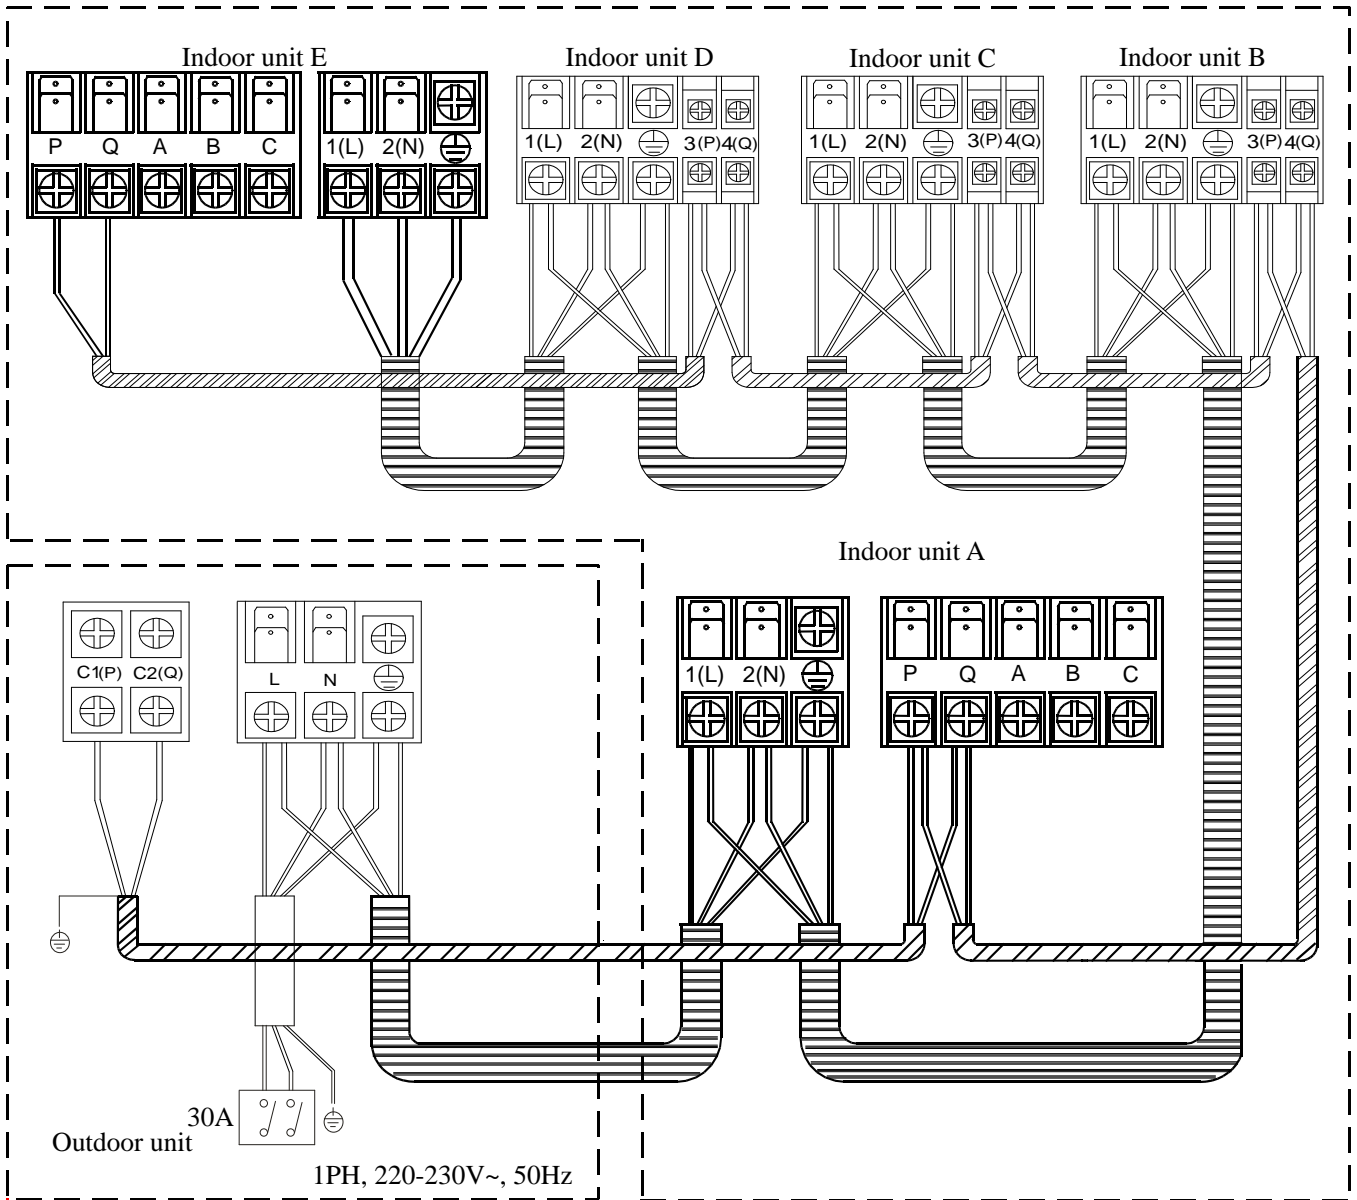 Indoor unit E
P Q A B C
1(L) 2(N)
Indoor unit D
1(L) 2(N) 3(P) 4(Q)
Indoor unit C
1(L) 2(N) 3(P) 4(Q)
Indoor unit B
1(L) 2(N) 3(P) 4(Q)
Indoor unit A
1(L) 2(N)
P Q A B C
C1(P) C2(Q)
L N
30A
Outdoor unit
1PH, 220-230V~, 50Hz